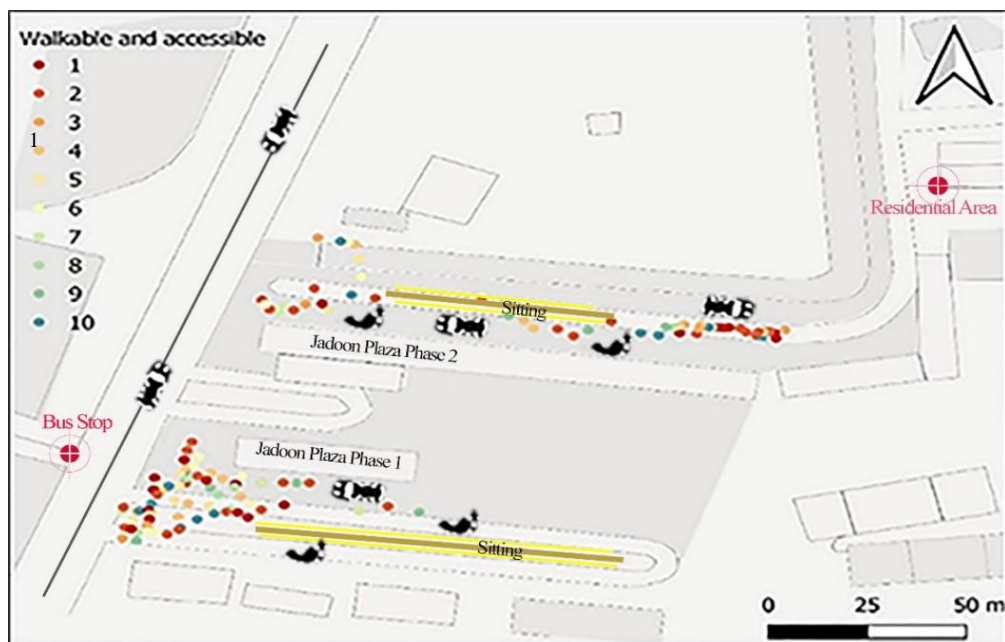 Walkable and accessible
1
2
3
1
4
5
6
7
8
9
10
Residential Area
Sitting
Jadoon Plaza Phase 2
Bus Stop
Jadoon Plaza Phase 1
Sitting
0 25 50 m